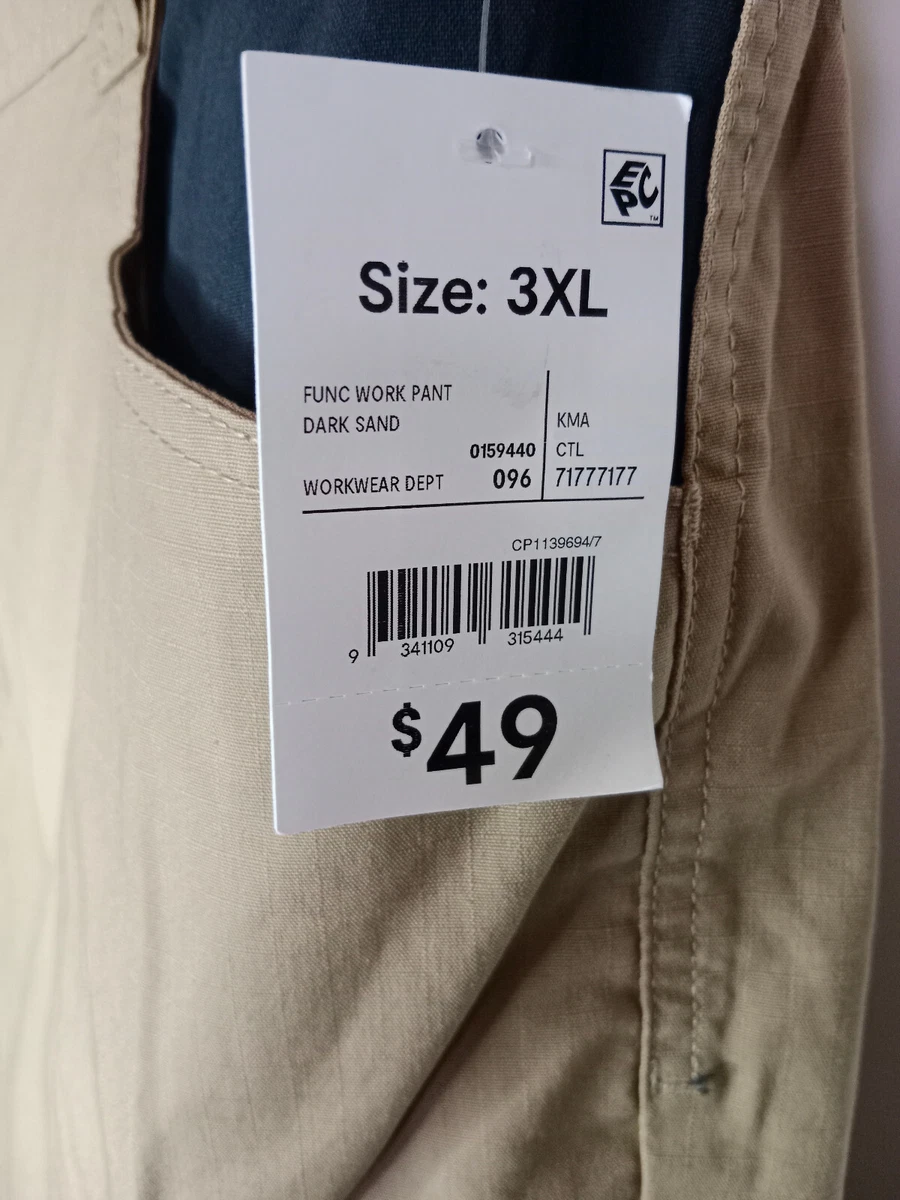 EPC
TM
Size: 3XL
FUNC WORK PANT
DARK SAND
0159440
WORKWEAR DEPT 096
KMA
CTL
71777177
CP1139694/7
9 341109 315444
$49